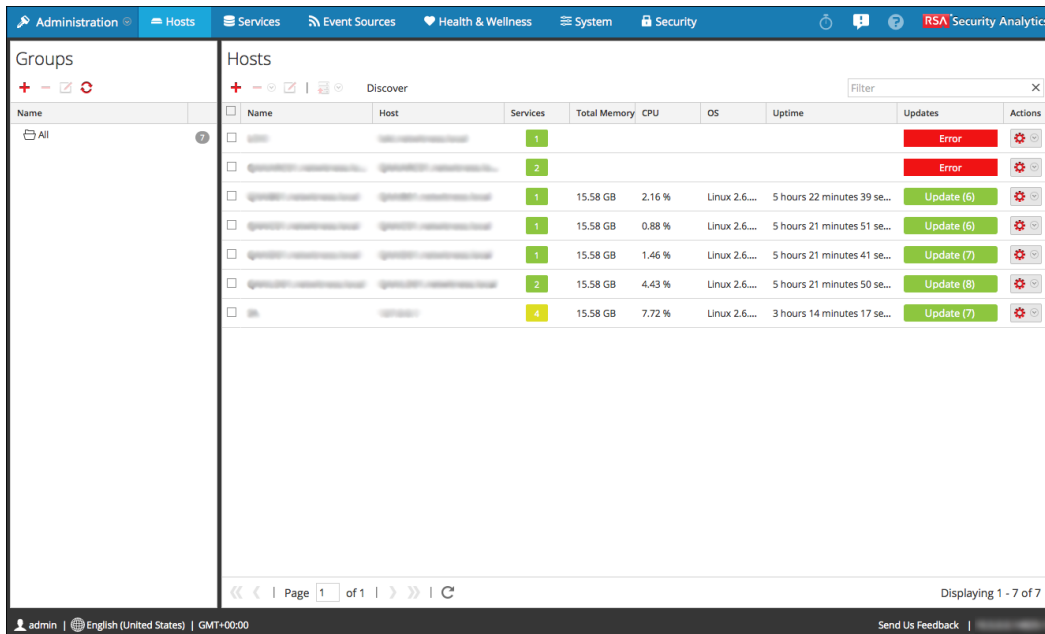 Administration Hosts Services Event Sources Health & Wellness System Security RSA Security Analytics
Groups
Name
All 7
Hosts
Discover Filter
Name Host Services Total Memory CPU OS Uptime Updates Actions
1 Error
2 Error
1 15.58 GB 2.16 % Linux 2.6.... 5 hours 22 minutes 39 se... Update (6)
1 15.58 GB 0.88 % Linux 2.6.... 5 hours 21 minutes 51 se... Update (6)
1 15.58 GB 1.46 % Linux 2.6.... 5 hours 21 minutes 41 se... Update (7)
2 15.58 GB 4.43 % Linux 2.6.... 5 hours 21 minutes 50 se... Update (8)
4 15.58 GB 7.72 % Linux 2.6.... 3 hours 14 minutes 17 se... Update (7)
Page 1 of 1 Displaying 1 - 7 of 7
admin | English (United States) | GMT+00:00 Send Us Feedback |